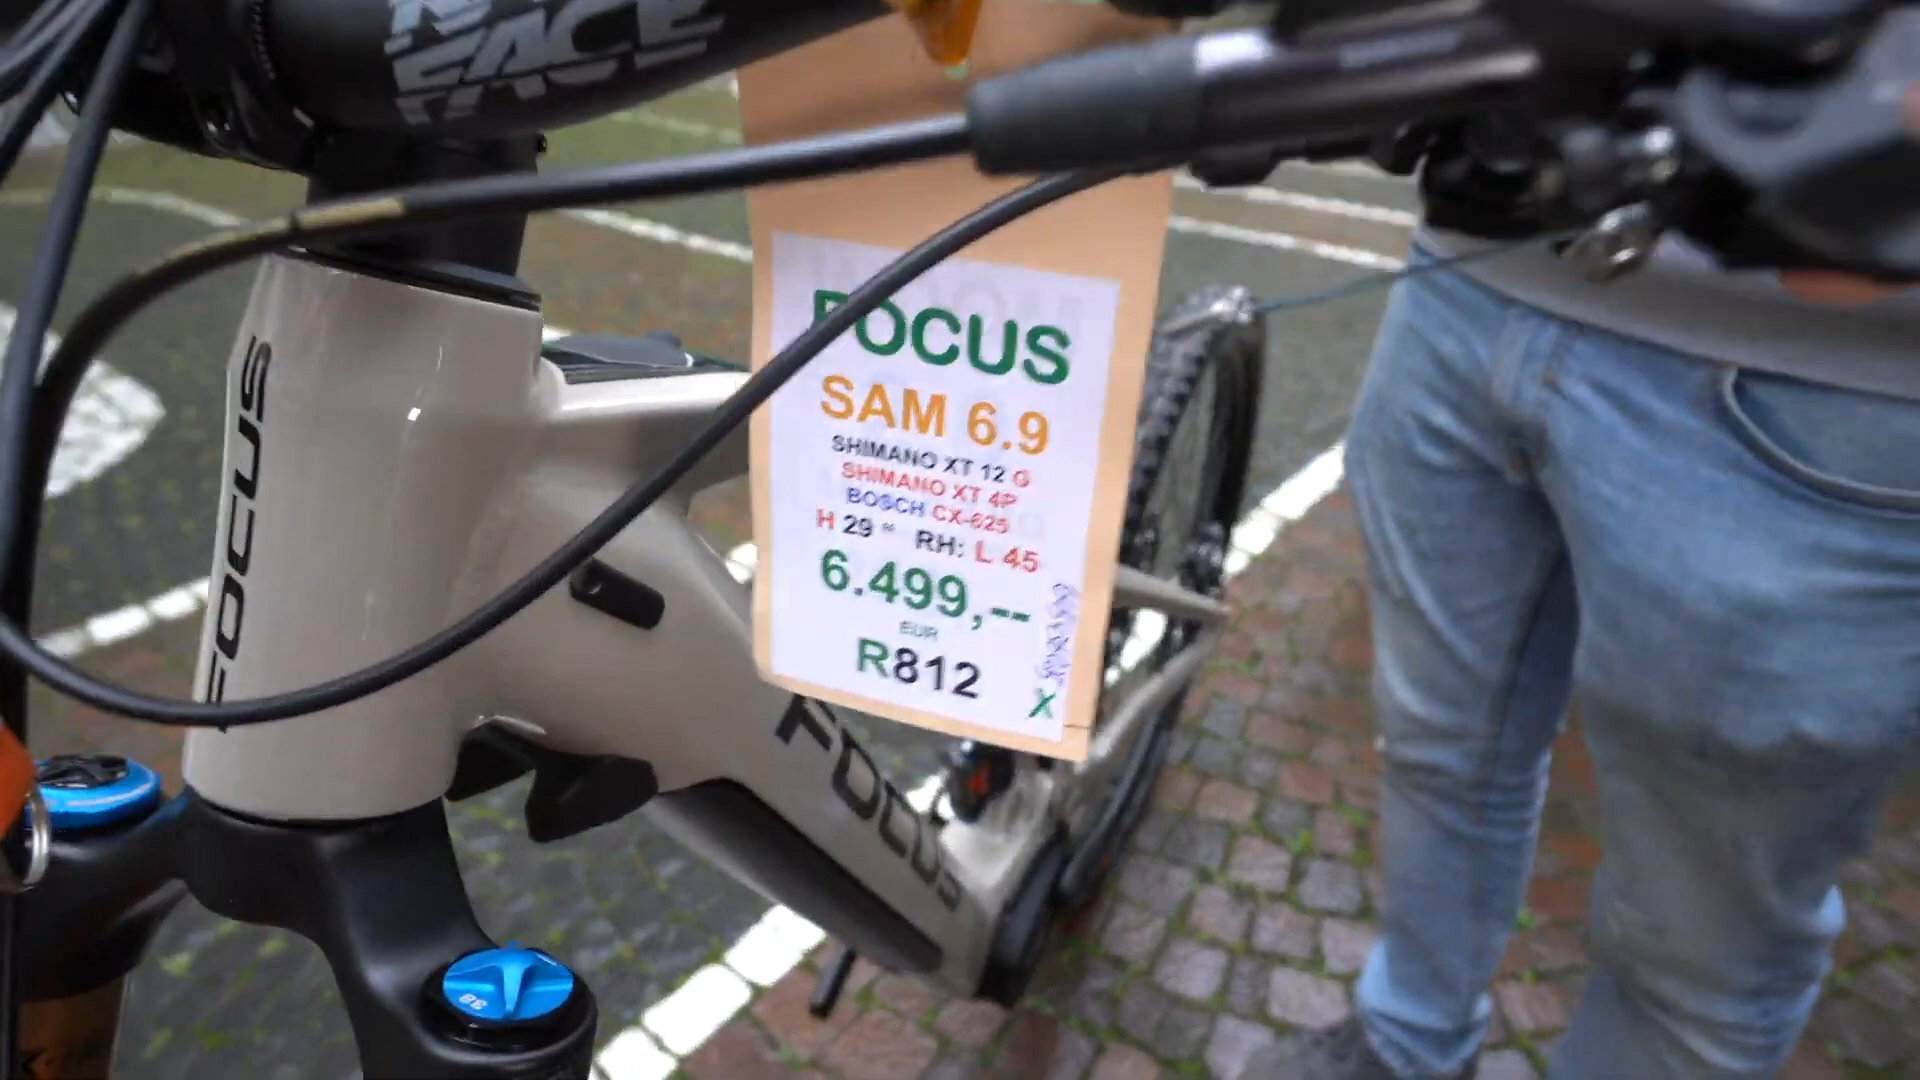 FACE
FOCUS
FOCUS
SAM 6.9
SHIMANO XT 12 G
SHIMANO XT 4P
BOSCH CX-625
H 29 " RH: L 45
6.499,--
EUR
R812
X
FOCUS
38